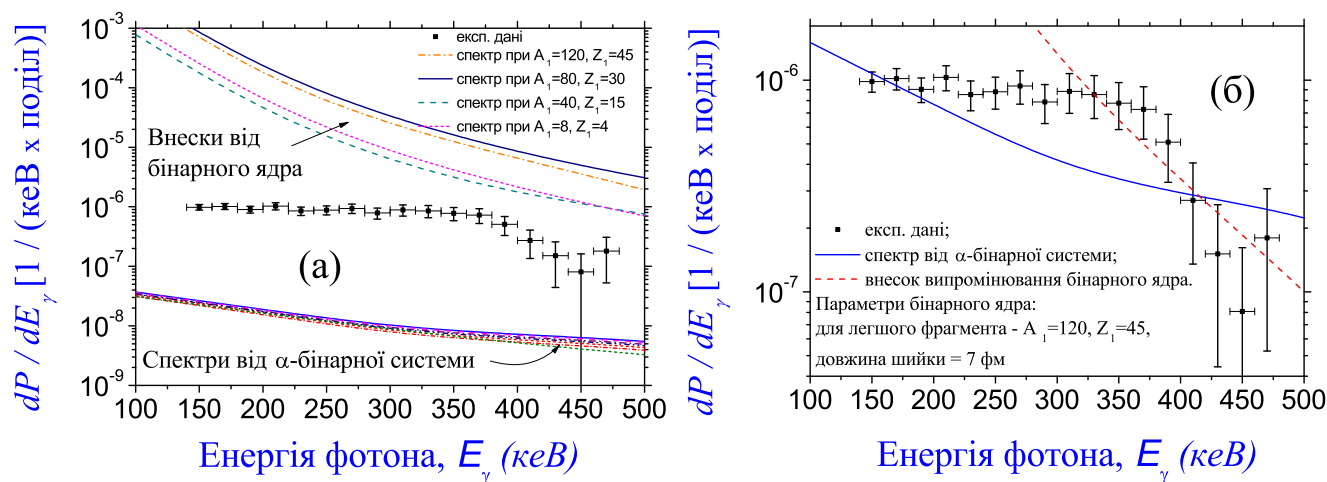 dP / dEγ [1 / (кеВ x поділ)]
10⁻³
10⁻⁴
10⁻⁵
10⁻⁶
10⁻⁷
10⁻⁸
10⁻⁹
експ. дані
спектр при A₁=120, Z₁=45
спектр при A₁=80, Z₁=30
спектр при A₁=40, Z₁=15
спектр при A₁=8, Z₁=4
Внески від
бінарного ядра
(а)
Спектри від α-бінарної системи
100 150 200 250 300 350 400 450 500
Енергія фотона, Eγ (кеВ)
dP / dEγ [1 / (кеВ x поділ)]
10⁻⁶
10⁻⁷
(б)
експ. дані;
спектр від α-бінарної системи;
внесок випромінювання бінарного ядра.
Параметри бінарного ядра:
для легшого фрагмента - A₁=120, Z₁=45,
довжина шийки = 7 фм
100 150 200 250 300 350 400 450 500
Енергія фотона, Eγ (кеВ)